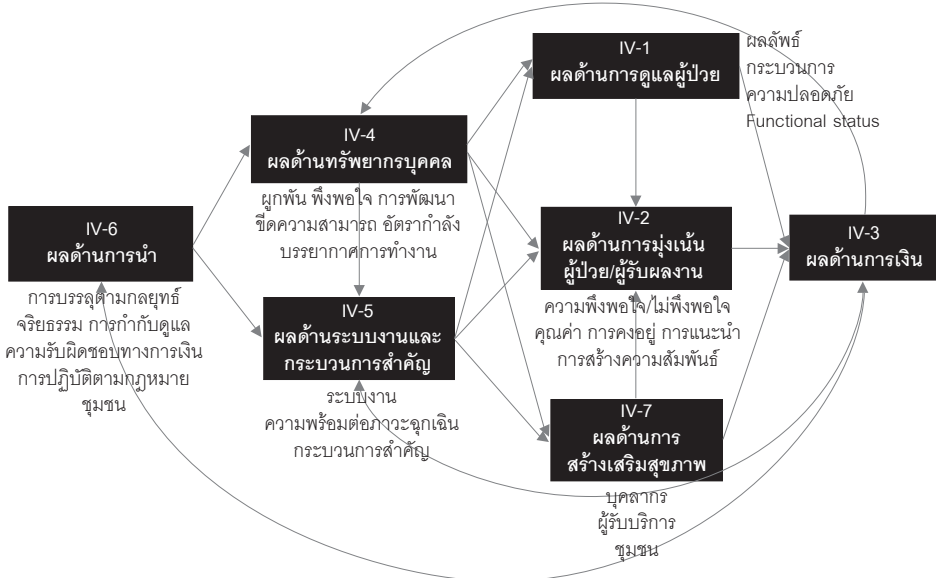 IV-1
ผลด้านการดูแลผู้ป่วย
ผลลัพธ์
กระบวนการ
ความปลอดภัย
Functional status
IV-4
ผลด้านทรัพยากรบุคคล
ผูกพัน พึงพอใจ การพัฒนา
ขีดความสามารถ อัตรากำลัง
บรรยากาศการทำงาน
IV-6
ผลด้านการนำ
การบรรลุตามกลยุทธ์
จริยธรรม การกำกับดูแล
ความรับผิดชอบทางการเงิน
การปฏิบัติตามกฎหมาย
ชุมชน
IV-2
ผลด้านการมุ่งเน้น
ผู้ป่วย/ผู้รับผลงาน
ความพึงพอใจ/ไม่พึงพอใจ
คุณค่า การคงอยู่ การแนะนำ
การสร้างความสัมพันธ์
IV-3
ผลด้านการเงิน
IV-5
ผลด้านระบบงานและ
กระบวนการสำคัญ
ระบบงาน
ความพร้อมต่อภาวะฉุกเฉิน
กระบวนการสำคัญ
IV-7
ผลด้านการ
สร้างเสริมสุขภาพ
บุคลากร
ผู้รับบริการ
ชุมชน